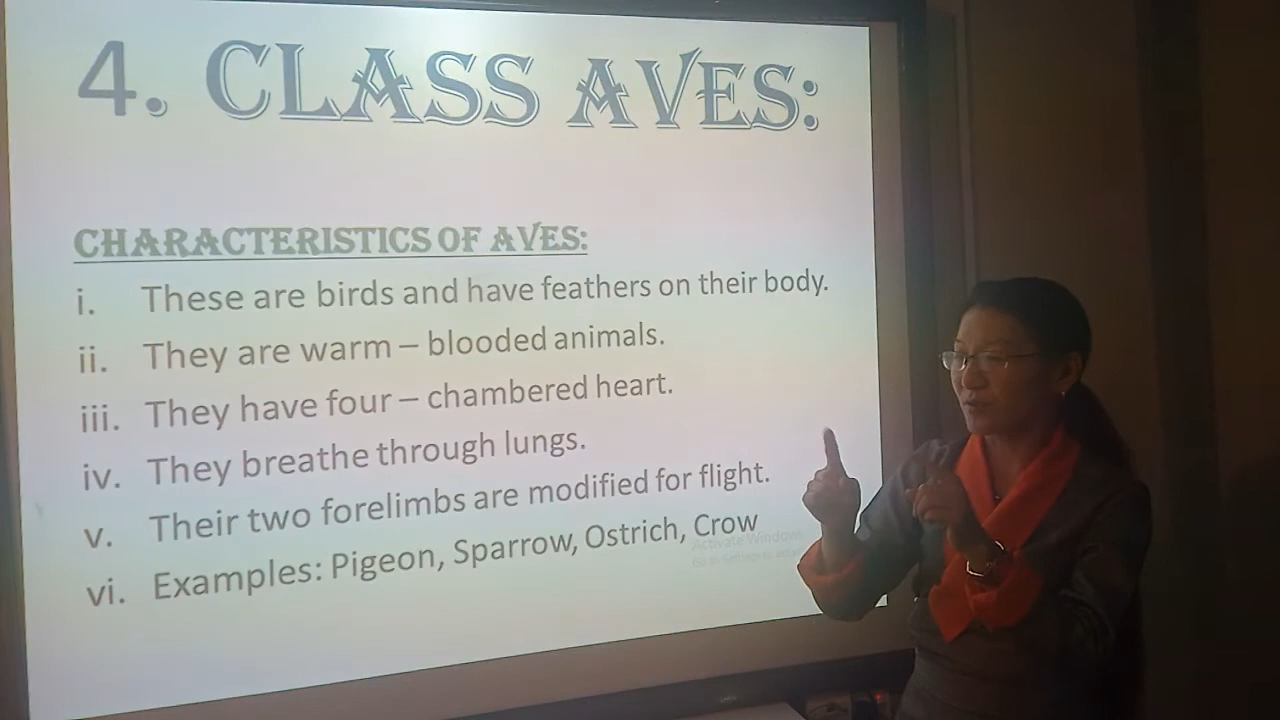 4. CLASS AVES:
CHARACTERISTICS OF AVES:
i. These are birds and have feathers on their body.
ii. They are warm – blooded animals.
iii. They have four – chambered heart.
iv. They breathe through lungs.
v. Their two forelimbs are modified for flight.
vi. Examples: Pigeon, Sparrow, Ostrich, Crow
Activate Windows